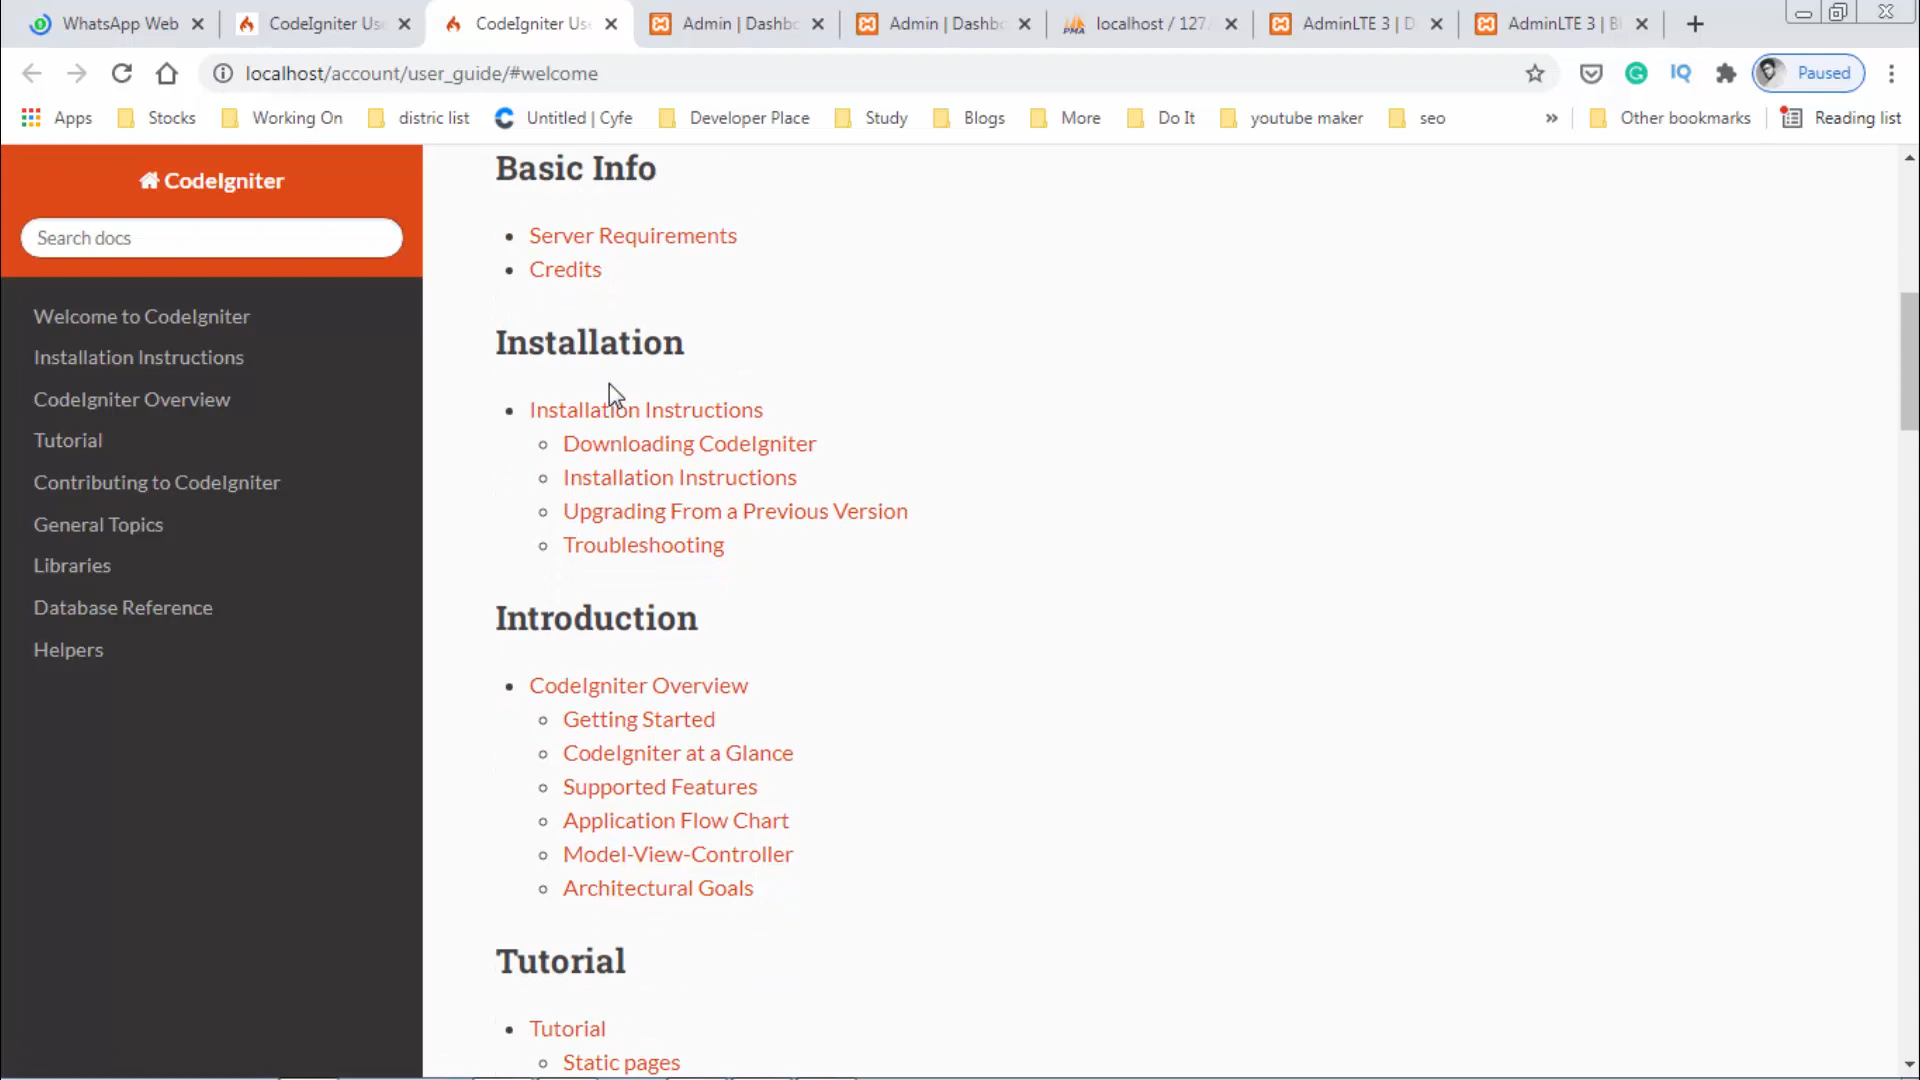 WhatsApp Web
CodeIgniter Us
CodeIgniter Us
Admin | Dashb
Admin | Dashb
localhost / 127
AdminLTE 3 | D
AdminLTE 3 | B
localhost/account/user_guide/#welcome
Paused
Apps
Stocks
Working On
distric list
Untitled | Cyfe
Developer Place
Study
Blogs
More
Do It
youtube maker
seo
»
Other bookmarks
Reading list
CodeIgniter
Search docs
Welcome to CodeIgniter
Installation Instructions
CodeIgniter Overview
Tutorial
Contributing to CodeIgniter
General Topics
Libraries
Database Reference
Helpers
Basic Info
Server Requirements
Credits
Installation
Installation Instructions
Downloading CodeIgniter
Installation Instructions
Upgrading From a Previous Version
Troubleshooting
Introduction
CodeIgniter Overview
Getting Started
CodeIgniter at a Glance
Supported Features
Application Flow Chart
Model-View-Controller
Architectural Goals
Tutorial
Tutorial
Static pages